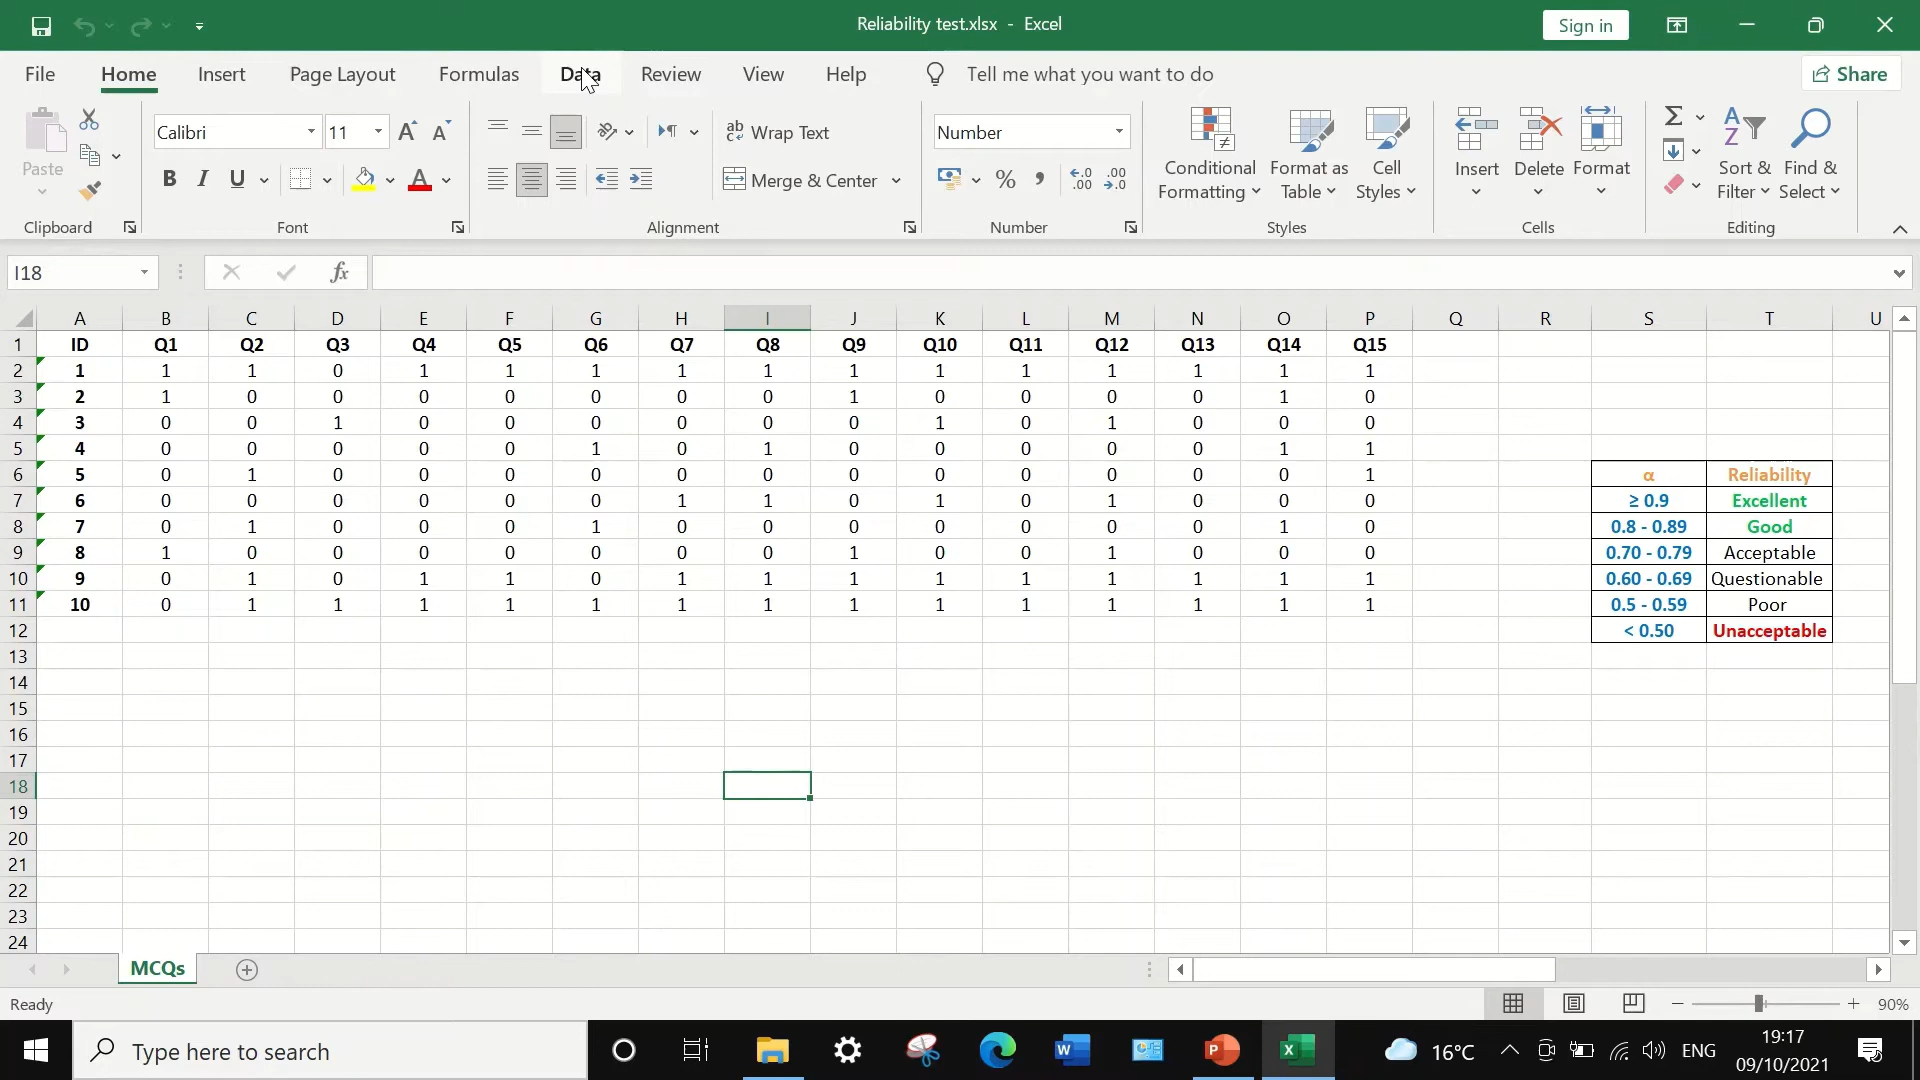 Reliability test.xlsx - Excel
Sign in
File Home Insert Page Layout Formulas Data Review View Help Tell me what you want to do Share
Paste
Clipboard
Calibri 11
B I U
Font
Wrap Text
Merge & Center
Alignment
Number
Number
Conditional Formatting
Format as Table
Cell Styles
Styles
Insert Delete Format
Cells
Sort & Filter
Find & Select
Editing
I18 fx
A B C D E F G H I J K L M N O P Q R S T U
1 ID Q1 Q2 Q3 Q4 Q5 Q6 Q7 Q8 Q9 Q10 Q11 Q12 Q13 Q14 Q15
2 1 1 1 0 1 1 1 1 1 1 1 1 1 1 1 1
3 2 1 0 0 0 0 0 0 0 1 0 0 0 0 1 0
4 3 0 0 1 0 0 0 0 0 0 1 0 1 0 0 0
5 4 0 0 0 0 0 1 0 1 0 0 0 0 0 1 1
6 5 0 1 0 0 0 0 0 0 0 0 0 0 0 0 1 α Reliability
7 6 0 0 0 0 0 0 1 1 0 1 0 1 0 0 0 ≥ 0.9 Excellent
8 7 0 1 0 0 0 1 0 0 0 0 0 0 0 1 0 0.8 - 0.89 Good
9 8 1 0 0 0 0 0 0 0 1 0 0 1 0 0 0 0.70 - 0.79 Acceptable
10 9 0 1 0 1 1 0 1 1 1 1 1 1 1 1 1 0.60 - 0.69 Questionable
11 10 0 1 1 1 1 1 1 1 1 1 1 1 1 1 1 0.5 - 0.59 Poor
12 < 0.50 Unacceptable
13
14
15
16
17
18
19
20
21
22
23
24
MCQs
Ready 90%
Type here to search 16°C ENG 19:17
09/10/2021